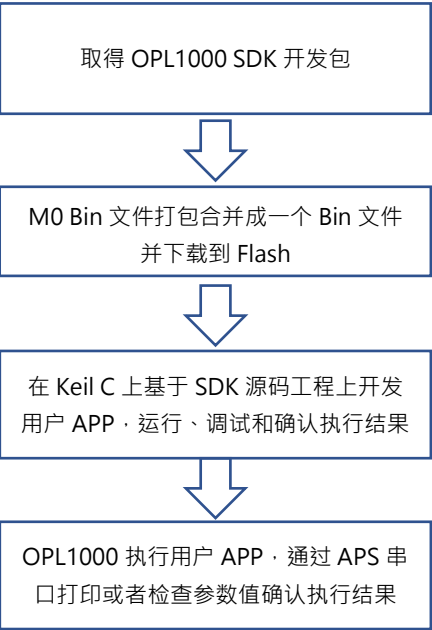 取得 OPL1000 SDK 开发包
M0 Bin 文件打包合并成一个 Bin 文件
并下载到 Flash
在 Keil C 上基于 SDK 源码工程上开发
用户 APP，运行、调试和确认执行结果
OPL1000 执行用户 APP，通过 APS 串
口打印或者检查参数值确认执行结果